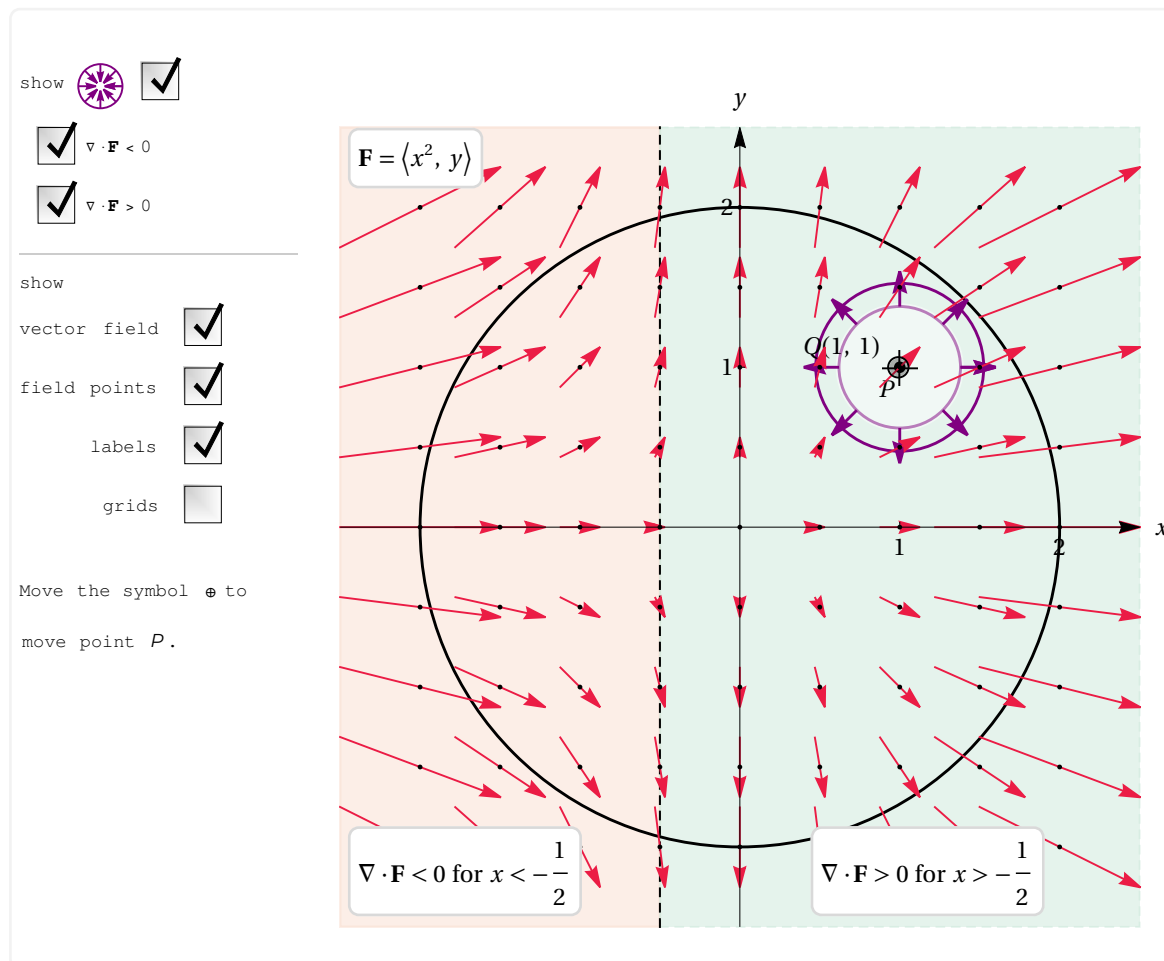 show
∇ · F < 0
∇ · F > 0
show
vector field
field points
labels
grids
Move the symbol ⊕ to
move point P.
y
F = ⟨x², y⟩
2
Q(1, 1)
1
P
x
1
2
∇ · F < 0 for x < -1/2
∇ · F > 0 for x > -1/2